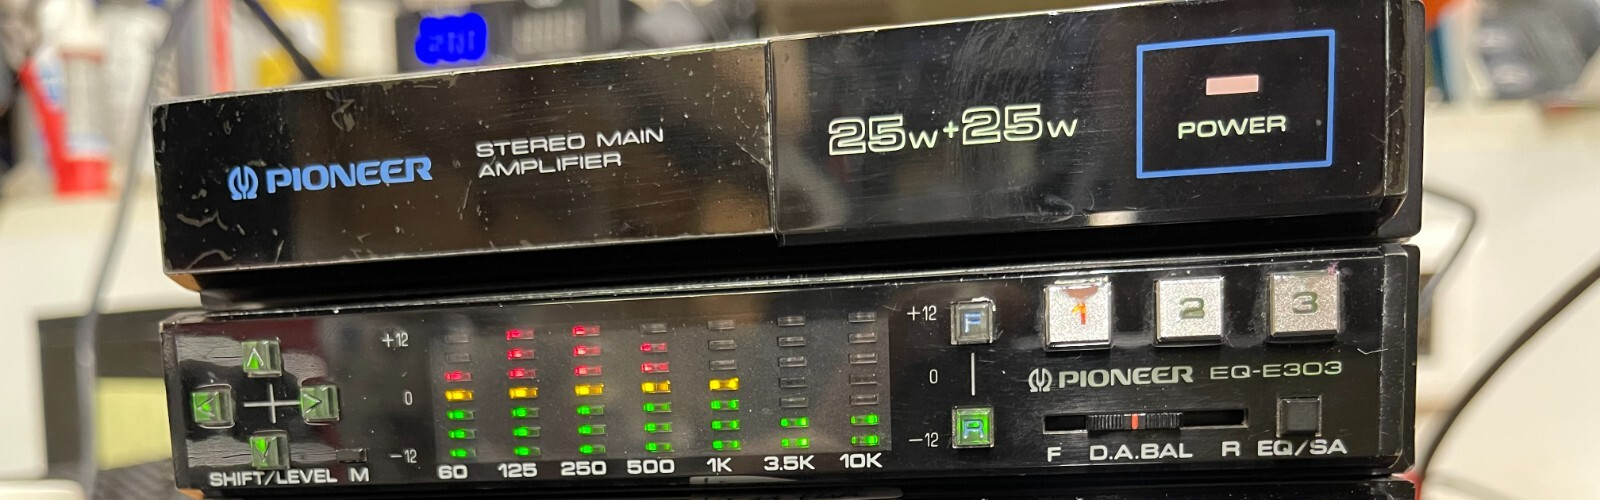 PIONEER
STEREO MAIN
AMPLIFIER
25W+25W
POWER
+12
0
-12
SHIFT/LEVEL M
60 125 250 500 1K 3.5K 10K
+12
0
-12
F
R
1 2 3
PIONEER EQ-E303
F D.A.BAL R EQ/SA